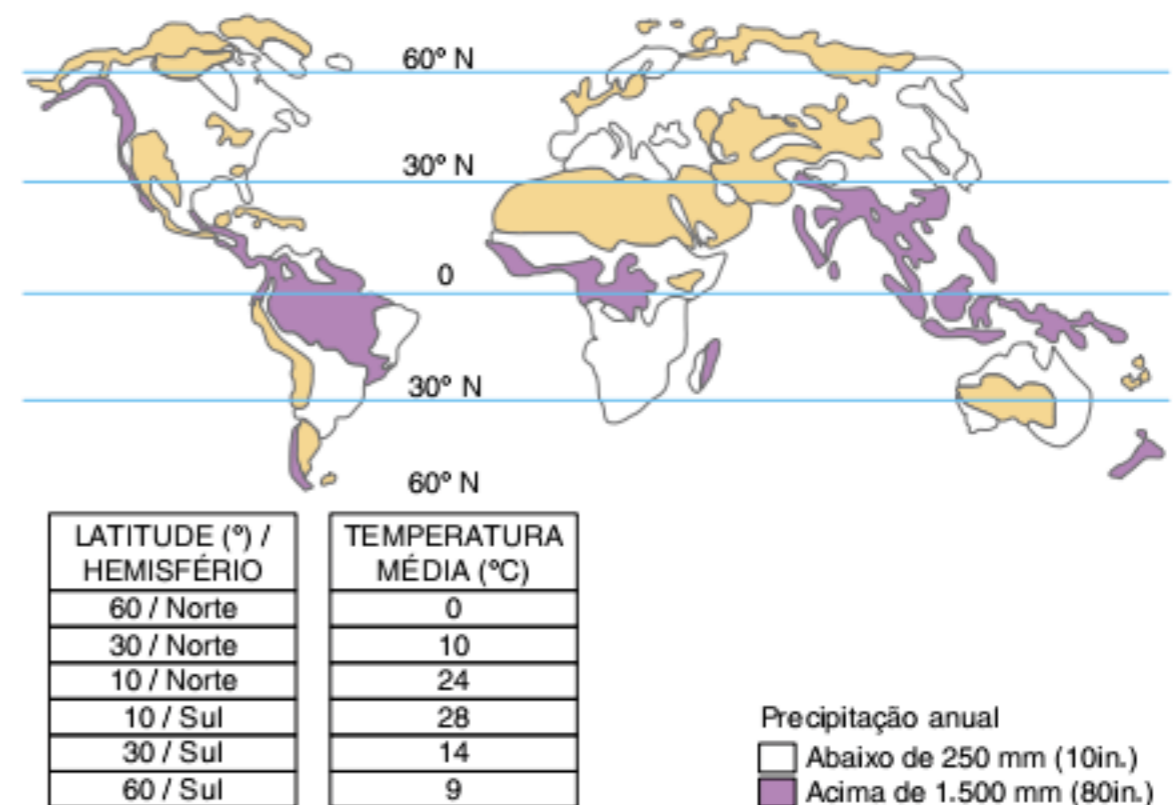 60º N
30º N
0
30º N
60º N
LATITUDE (º) /
HEMISFÉRIO
TEMPERATURA
MÉDIA (ºC)
60 / Norte
0
30 / Norte
10
10 / Norte
24
10 / Sul
28
30 / Sul
14
60 / Sul
9
Precipitação anual
Abaixo de 250 mm (10in.)
Acima de 1.500 mm (80in.)